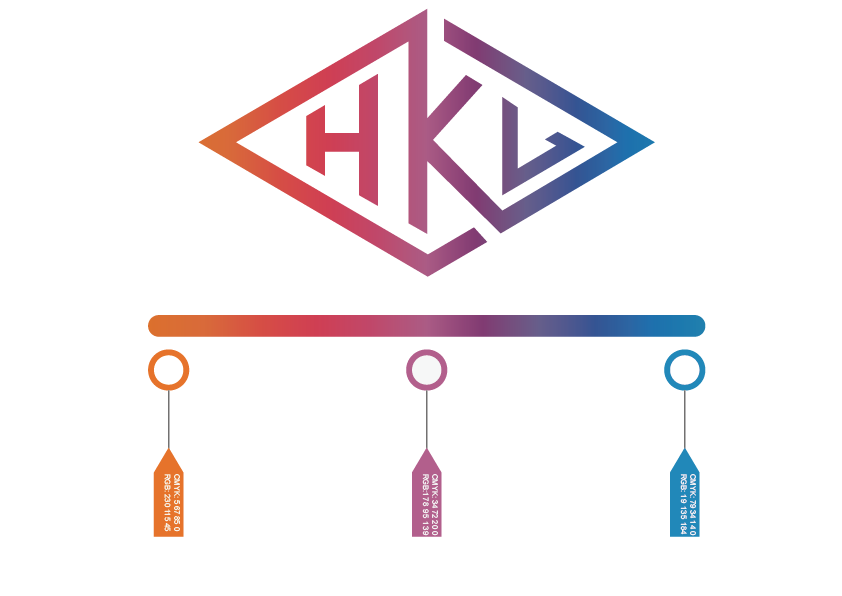 HKL
CMYK: 5 67 85 0
RGB: 230 115 45
CMYK: 34 72 20 0
RGB:178 95 139
CMYK: 79 34 14 0
RGB: 19 135 184